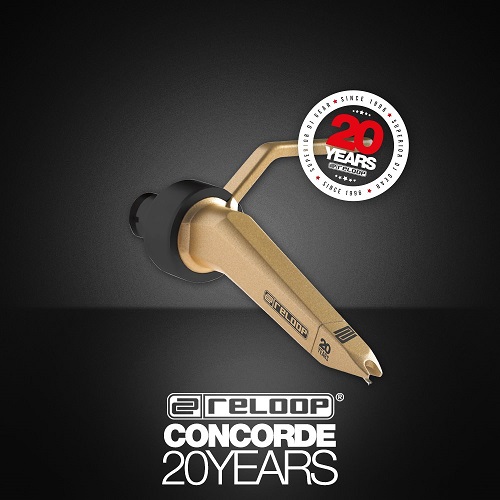 SUPERIOR DJ GEAR ★ SINCE 1996 ★ SUPERIOR DJ GEAR ★ SINCE 1996 ★
20
YEARS
RELOOP
RELOOP
20
YEARS
RELOOP®
CONCORDE
20YEARS